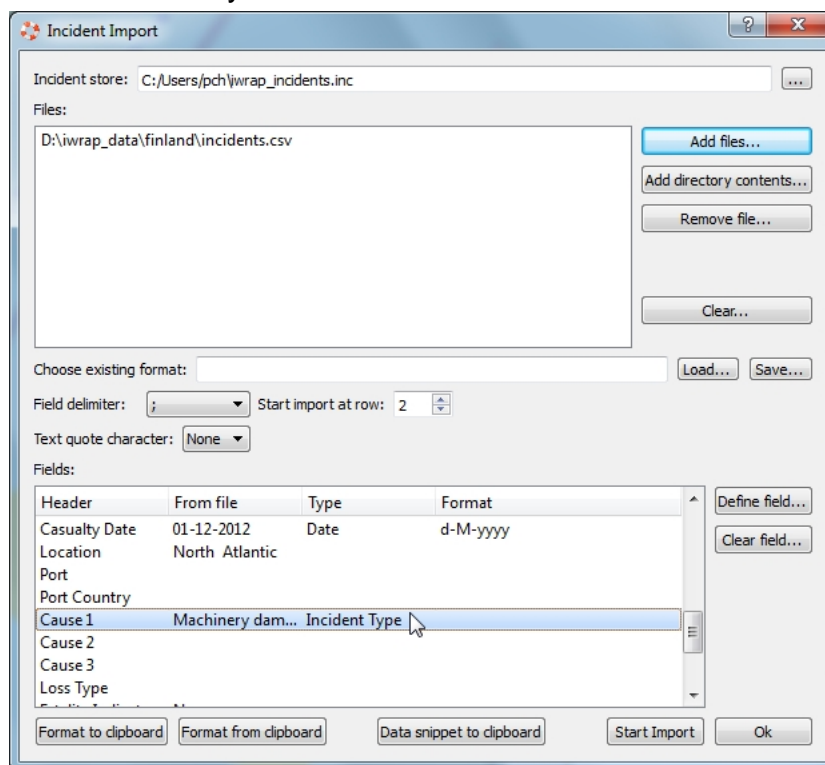 Incident Import
Incident store: C:/Users/pch\iwrap_incidents.inc ...
Files:
D:\iwrap_data\finland\incidents.csv
Add files...
Add directory contents...
Remove file...
Clear...
Choose existing format: Load... Save...
Field delimiter: ; Start import at row: 2
Text quote character: None
Fields:
Header From file Type Format
Casualty Date 01-12-2012 Date d-M-yyyy
Location North Atlantic
Port
Port Country
Cause 1 Machinery dam... Incident Type
Cause 2
Cause 3
Loss Type
Define field...
Clear field...
Format to clipboard Format from clipboard Data snippet to clipboard Start Import Ok